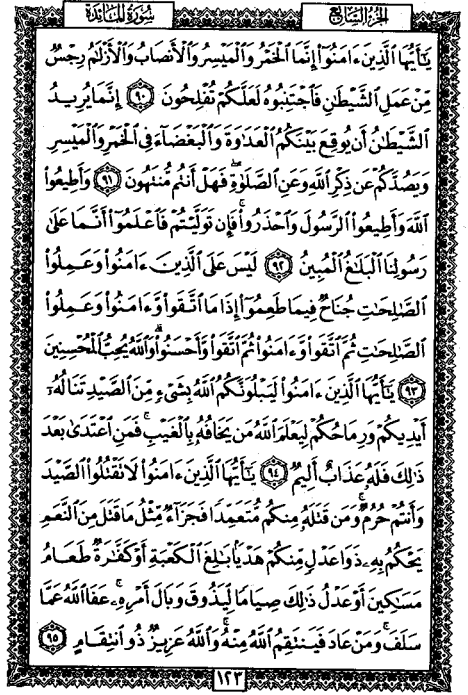 الجزء السابع
سورة المائدة
يَٰٓأَيُّهَا ٱلَّذِينَ ءَامَنُوٓا۟ إِنَّمَا ٱلْخَمْرُ وَٱلْمَيْسِرُ وَٱلْأَنصَابُ وَٱلْأَزْلَٰمُ رِجْسٌ
مِّنْ عَمَلِ ٱلشَّيْطَٰنِ فَٱجْتَنِبُوهُ لَعَلَّكُمْ تُفْلِحُونَ ٩٠ إِنَّمَا يُرِيدُ
ٱلشَّيْطَٰنُ أَن يُوقِعَ بَيْنَكُمُ ٱلْعَدَٰوَةَ وَٱلْبَغْضَآءَ فِى ٱلْخَمْرِ وَٱلْمَيْسِرِ
وَيَصُدَّكُمْ عَن ذِكْرِ ٱللَّهِ وَعَنِ ٱلصَّلَوٰةِ ۖ فَهَلْ أَنتُم مُّنتَهُونَ ٩١ وَأَطِيعُوا۟
ٱللَّهَ وَأَطِيعُوا۟ ٱلرَّسُولَ وَٱحْذَرُوا۟ ۚ فَإِن تَوَلَّيْتُمْ فَٱعْلَمُوٓا۟ أَنَّمَا عَلَىٰ
رَسُولِنَا ٱلْبَلَٰغُ ٱلْمُبِينُ ٩٢ لَيْسَ عَلَى ٱلَّذِينَ ءَامَنُوا۟ وَعَمِلُوا۟
ٱلصَّٰلِحَٰتِ جُنَاحٌ فِيمَا طَعِمُوٓا۟ إِذَا مَا ٱتَّقَوا۟ وَّءَامَنُوا۟ وَعَمِلُوا۟
ٱلصَّٰلِحَٰتِ ثُمَّ ٱتَّقَوا۟ وَّءَامَنُوا۟ ثُمَّ ٱتَّقَوا۟ وَّأَحْسَنُوا۟ ۗ وَٱللَّهُ يُحِبُّ ٱلْمُحْسِنِينَ
٩٣ يَٰٓأَيُّهَا ٱلَّذِينَ ءَامَنُوا۟ لَيَبْلُوَنَّكُمُ ٱللَّهُ بِشَىْءٍ مِّنَ ٱلصَّيْدِ تَنَالُهُۥٓ
أَيْدِيكُمْ وَرِمَاحُكُمْ لِيَعْلَمَ ٱللَّهُ مَن يَخَافُهُۥ بِٱلْغَيْبِ ۚ فَمَنِ ٱعْتَدَىٰ بَعْدَ
ذَٰلِكَ فَلَهُۥ عَذَابٌ أَلِيمٌ ٩٤ يَٰٓأَيُّهَا ٱلَّذِينَ ءَامَنُوا۟ لَا تَقْتُلُوا۟ ٱلصَّيْدَ
وَأَنتُمْ حُرُمٌ ۚ وَمَن قَتَلَهُۥ مِنكُم مُّتَعَمِّدًا فَجَزَآءٌ مِّثْلُ مَا قَتَلَ مِنَ ٱلنَّعَمِ
يَحْكُمُ بِهِۦ ذَوَا عَدْلٍ مِّنكُمْ هَدْيًۢا بَٰلِغَ ٱلْكَعْبَةِ أَوْ كَفَّٰرَةٌ طَعَامُ
مَسَٰكِينَ أَوْ عَدْلُ ذَٰلِكَ صِيَامًا لِّيَذُوقَ وَبَالَ أَمْرِهِۦ ۗ عَفَا ٱللَّهُ عَمَّا
سَلَفَ ۚ وَمَنْ عَادَ فَيَنتَقِمُ ٱللَّهُ مِنْهُ ۗ وَٱللَّهُ عَزِيزٌ ذُو ٱنتِقَامٍ ٩٥
١٢٣